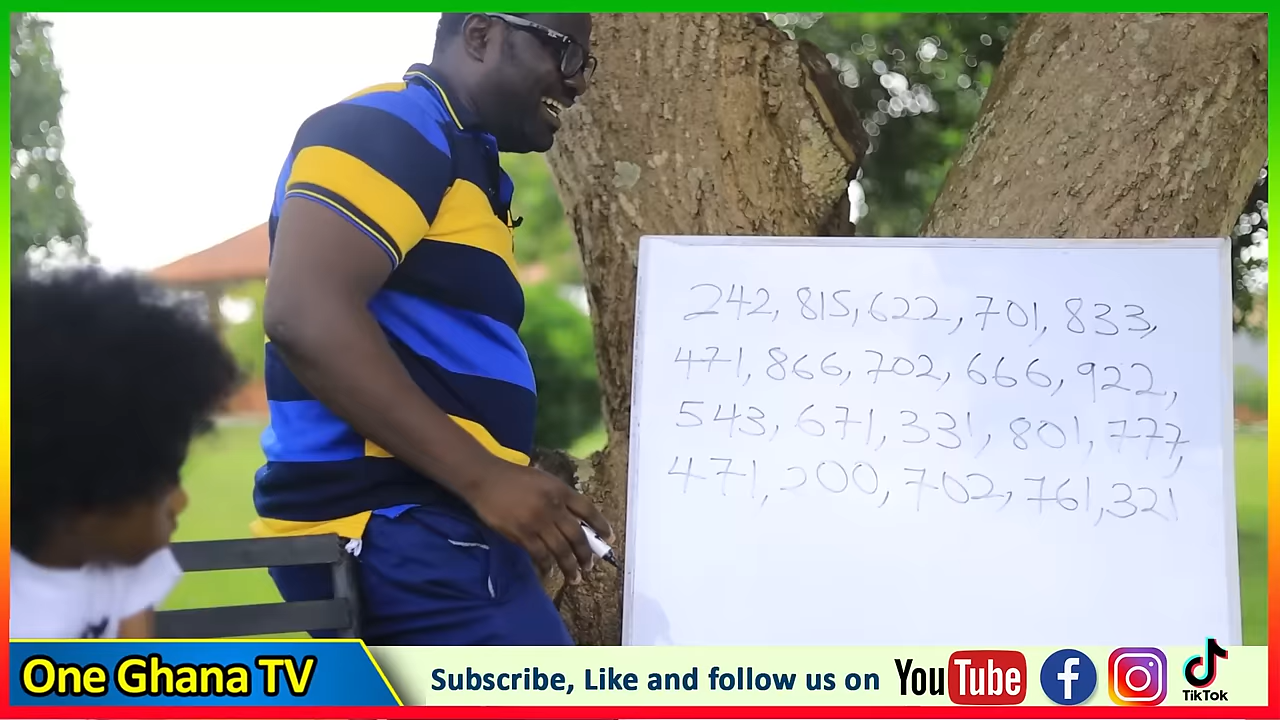 242, 815, 622, 701, 833,
471, 866, 702, 666, 922,
543, 671, 331, 801, 777,
471, 200, 702, 761, 321
One Ghana TV
Subscribe, Like and follow us on YouTube
TikTok